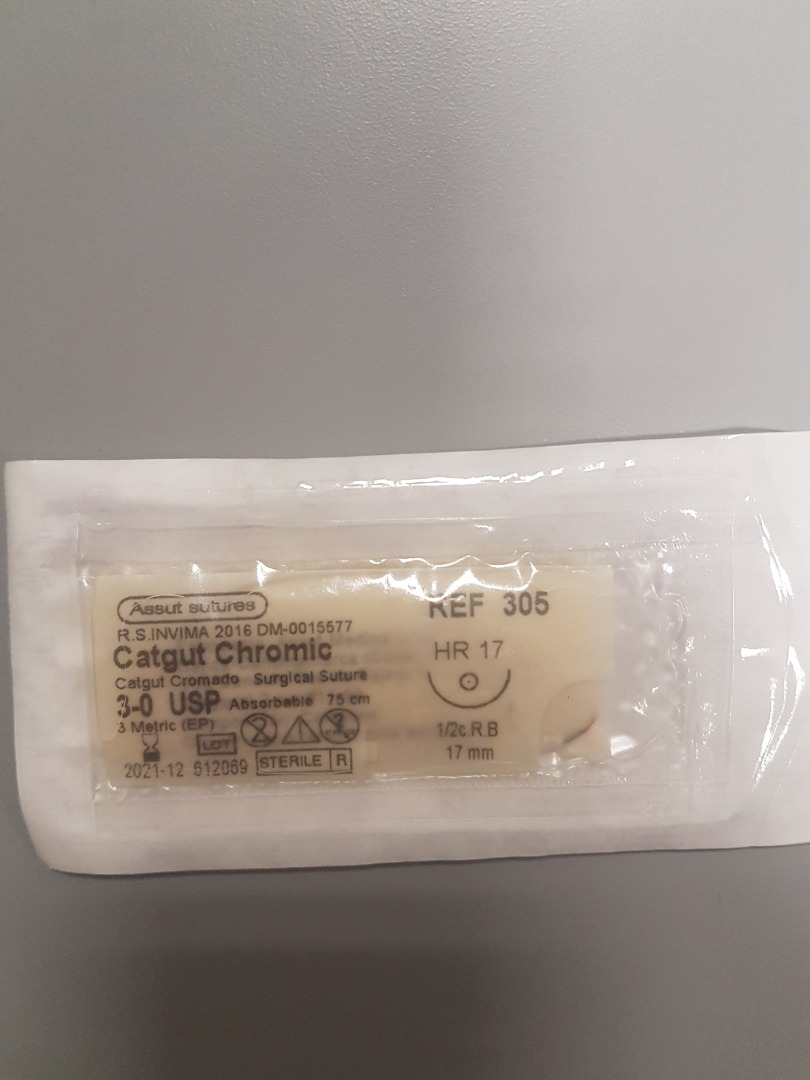 Assut sutures
REF 305
R.S.INVIMA 2016 DM-0015577
Catgut Chromic
HR 17
Catgut Cromado Surgical Suture
3-0 USP Absorbable 75 cm
3 Metric (EP)
1/2c R.B
17 mm
LOT
2
2021-12 612069 STERILE R